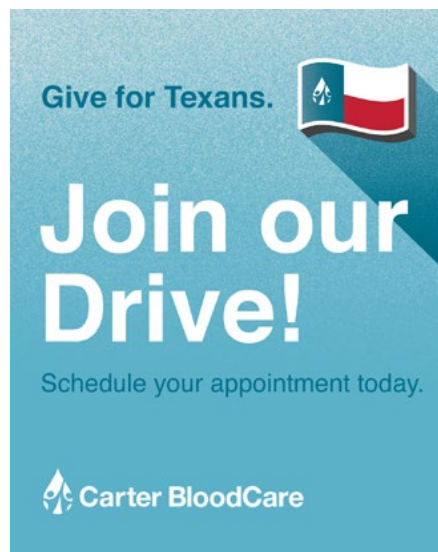 Give for Texans.
Join our
Drive!
Schedule your appointment today.
Carter BloodCare